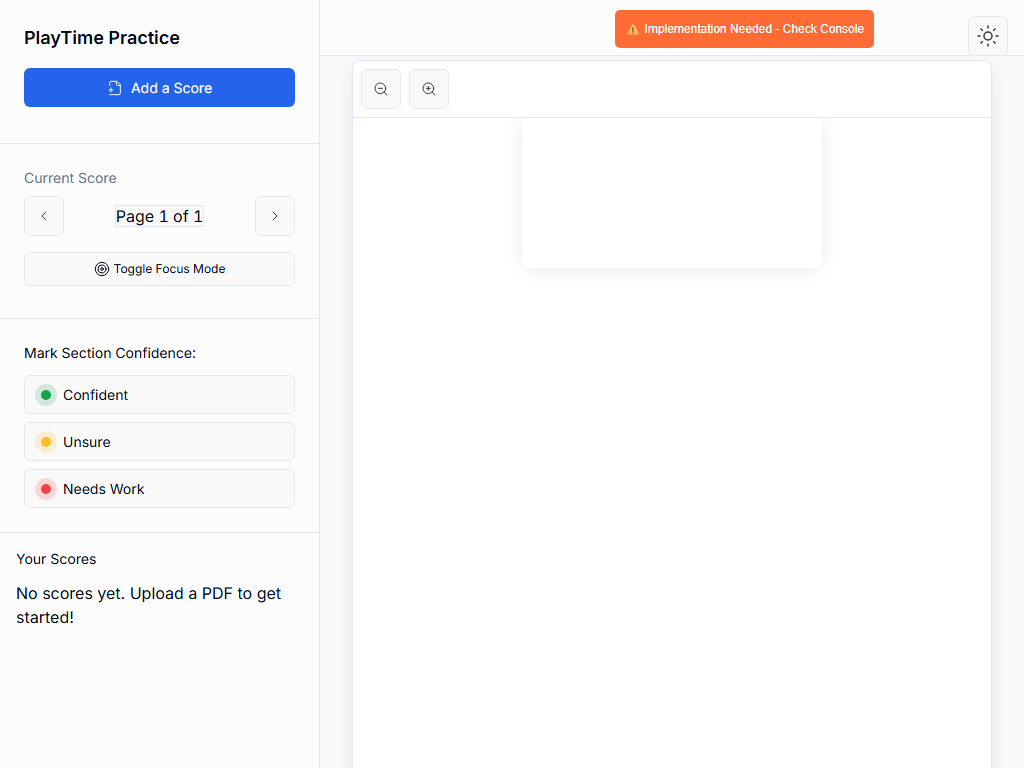 PlayTime Practice
Add a Score
Current Score
Page 1 of 1
Toggle Focus Mode
Mark Section Confidence:
Confident
Unsure
Needs Work
Your Scores
No scores yet. Upload a PDF to get
started!
⚠️ Implementation Needed - Check Console